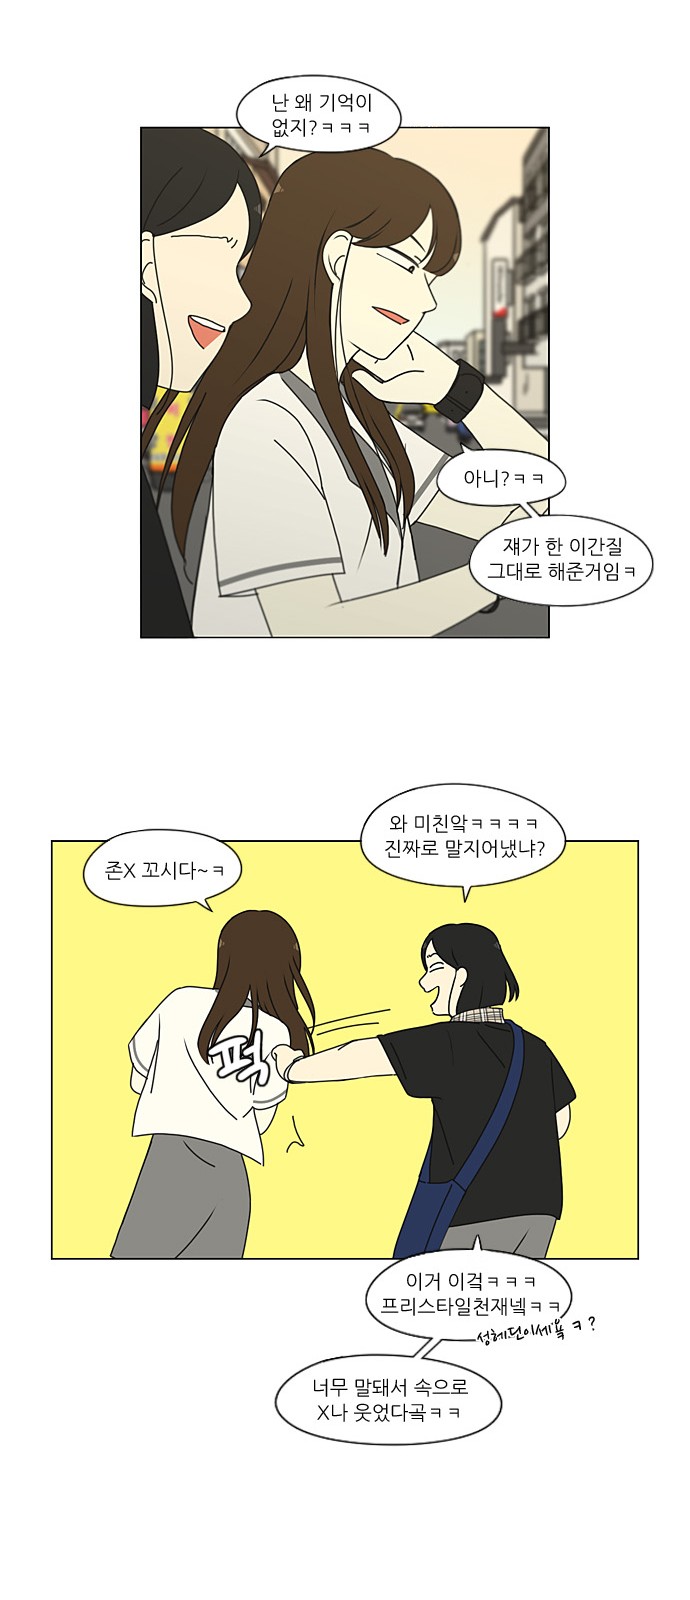 난 왜 기억이
없지?ㅋㅋㅋ
아니?ㅋㅋ
쟤가 한 이간질
그대로 해준거임ㅋ
와 미친앜ㅋㅋㅋㅋ
진짜로 말지어냈냐?
존X 꼬시다~ㅋ
퍽
이거 이겈ㅋㅋㅋ
프리스타일천재넼ㅋㅋ
ㅋ?
너무 말돼서 속으로
X나 웃었다곸ㅋㅋ